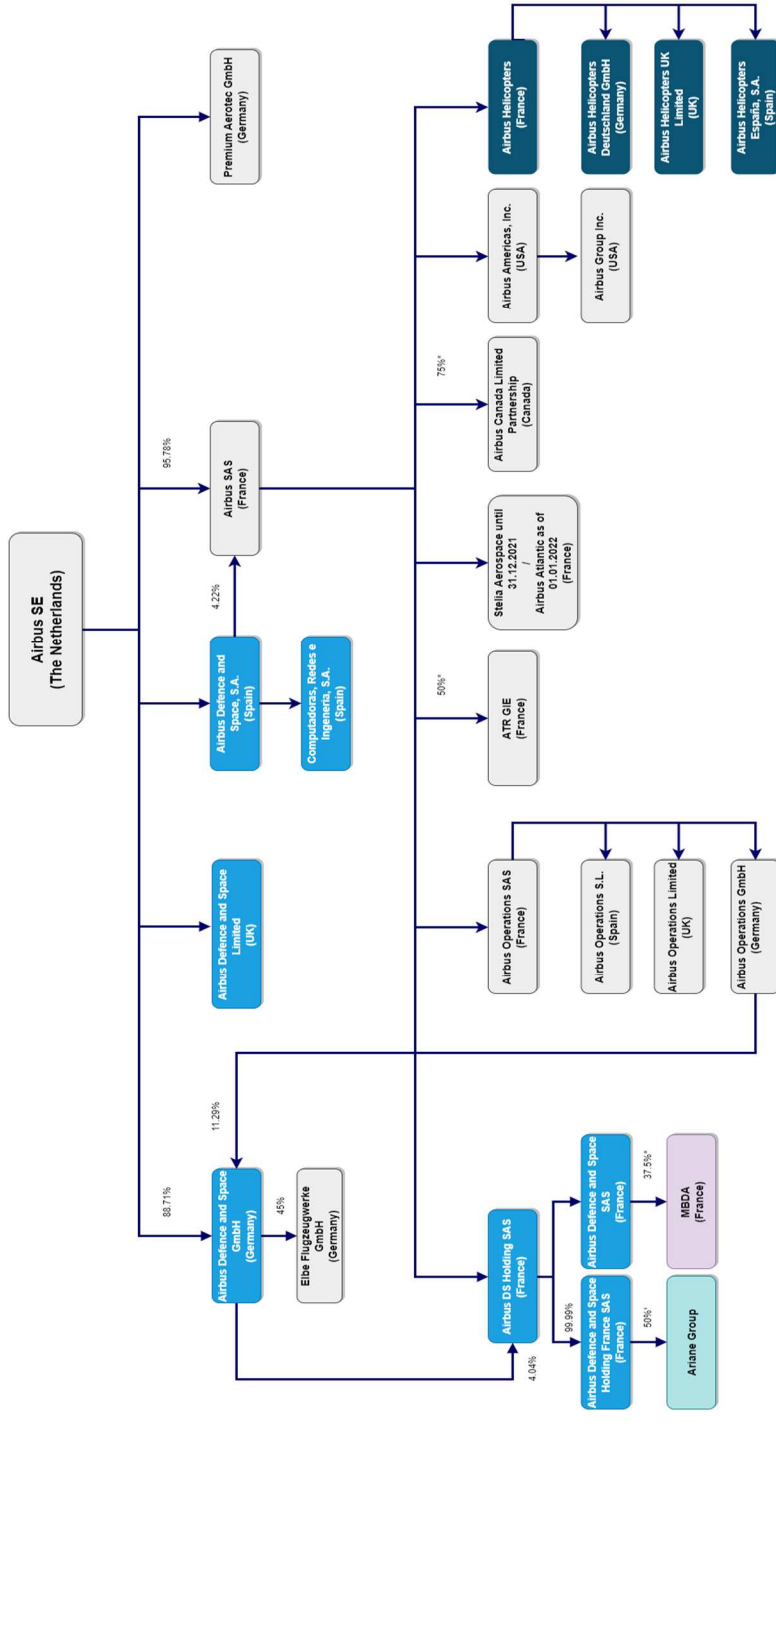 Airbus SE
(The Netherlands)
88.71%
95.78%
Airbus Defence and Space
GmbH
(Germany)
11.29%
Airbus Defence and Space
Limited
(UK)
Airbus Defence and
Space, S.A.
(Spain)
4.22%
Airbus SAS
(France)
Premium Aerotec GmbH
(Germany)
45%
Elbe Flugzeugwerke
GmbH
(Germany)
Computadoras, Redes e
Ingeneria, S.A.
(Spain)
50%*
75%*
4.04%
Airbus DS Holding SAS
(France)
Airbus Operations SAS
(France)
ATR GIE
(France)
Stelia Aerospace until
31.12.2021
/
Airbus Atlantic as of
01.01.2022
(France)
Airbus Canada Limited
Partnership
(Canada)
Airbus Americas, Inc.
(USA)
Airbus Helicopters
(France)
99.99%
Airbus Defence and Space
Holding France SAS
(France)
Airbus Defence and Space
SAS
(France)
Airbus Operations S.L.
(Spain)
Airbus Group Inc.
(USA)
Airbus Helicopters
Deutschland GmbH
(Germany)
50%*
37.5%*
Ariane Group
MBDA
(France)
Airbus Operations Limited
(UK)
Airbus Helicopters UK
Limited
(UK)
Airbus Operations GmbH
(Germany)
Airbus Helicopters
España, S.A.
(Spain)